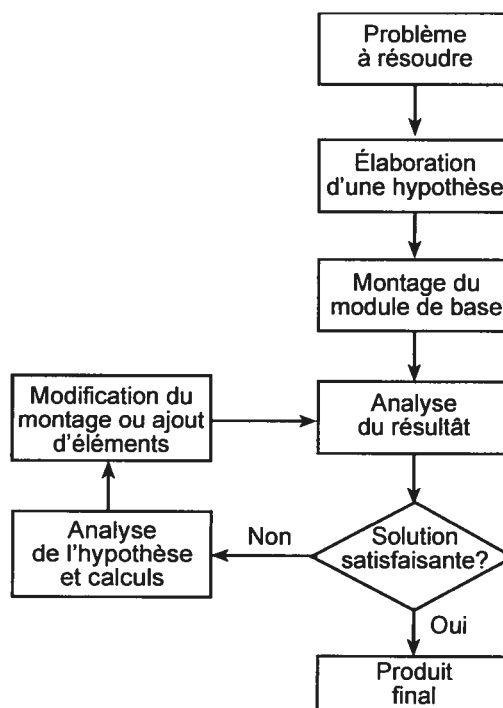 Problème
à résoudre
Élaboration
d'une hypothèse
Montage du
module de base
Modification du
montage ou ajout
d'éléments
Analyse
du résultât
Analyse
de l'hypothèse
et calculs
Non
Solution
satisfaisante?
Oui
Produit
final